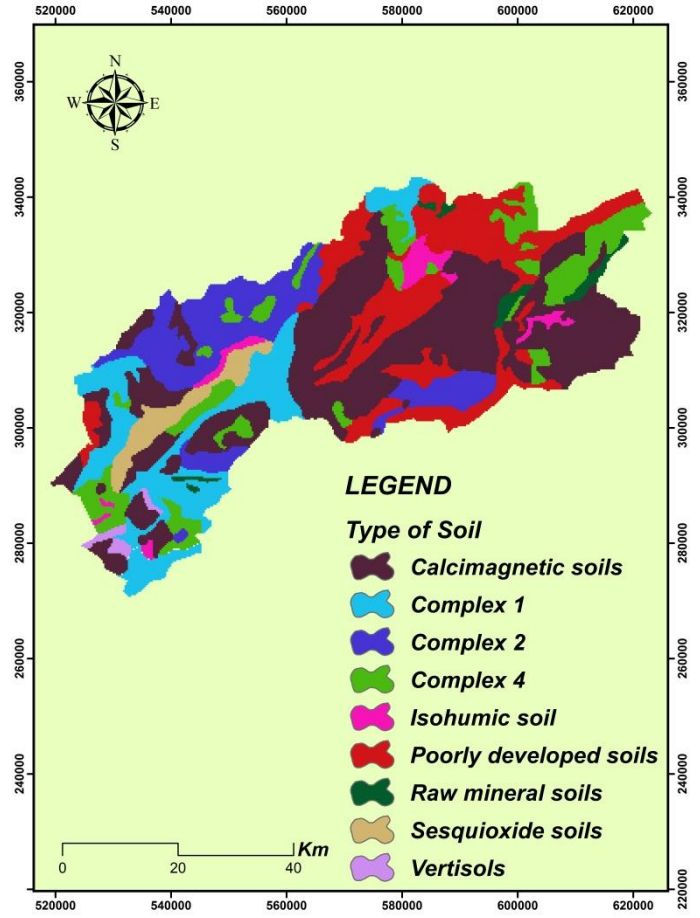 520000 540000 560000 580000 600000 620000
360000 360000
N
W E
S
340000 340000
320000 320000
300000 300000
LEGEND
280000 Type of Soil 280000
Calcimagnetic soils
Complex 1
260000 Complex 2 260000
Complex 4
Isohumic soil
240000 Poorly developed soils 240000
Raw mineral soils
Km Sesquioxide soils
0 20 40 Vertisols
220000
520000 540000 560000 580000 600000 620000